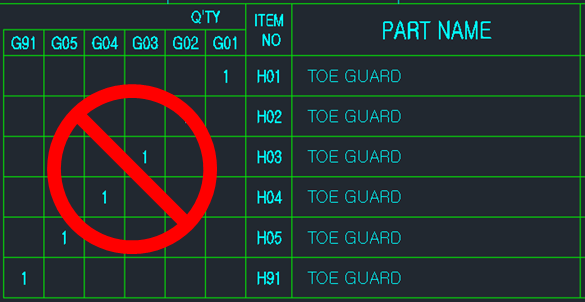 Q'TY ITEM NO PART NAME
G91 G05 G04 G03 G02 G01
1 H01 TOE GUARD
H02 TOE GUARD
1 H03 TOE GUARD
1 H04 TOE GUARD
1 H05 TOE GUARD
1 H91 TOE GUARD